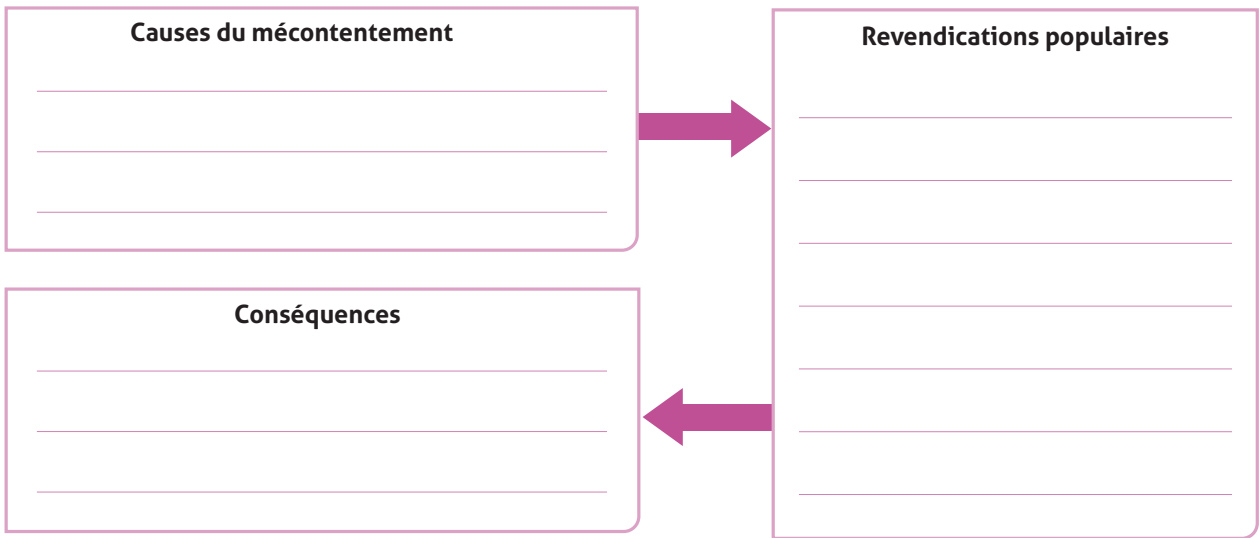 Causes du mécontentement
Revendications populaires
Conséquences